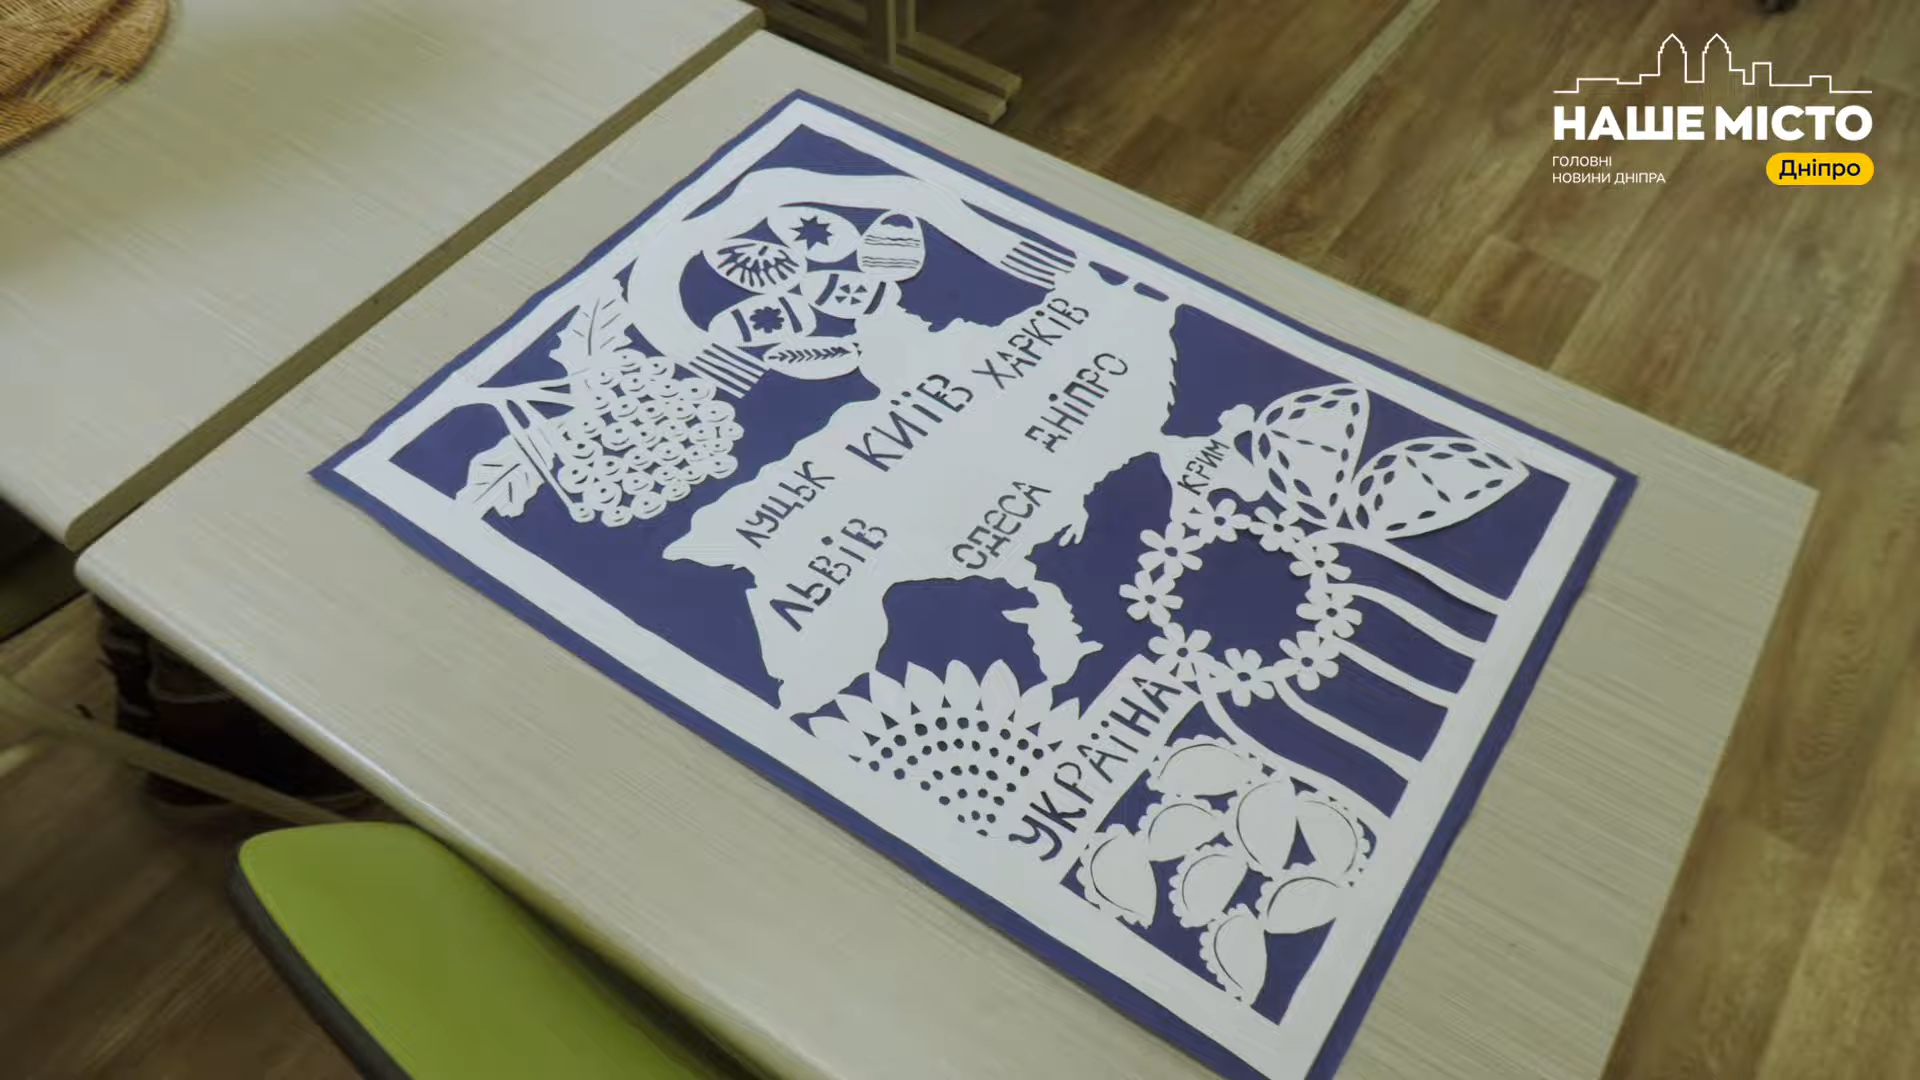 НАШЕ МІСТО
ГОЛОВНІ
НОВИНИ ДНІПРА
Дніпро
ХАРКІВ
КИЇВ
ДНІПРО
ЛУЦЬК
КРИМ
ЛЬВІВ
ОДЕСА
УКРАЇНА